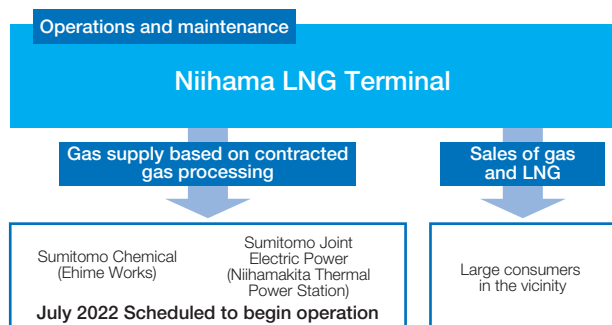 Operations and maintenance
Niihama LNG Terminal
Gas supply based on contracted
gas processing
Sales of gas
and LNG
Sumitomo Chemical
(Ehime Works)
Sumitomo Joint
Electric Power
(Niihamakita Thermal
Power Station)
July 2022 Scheduled to begin operation
Large consumers
in the vicinity